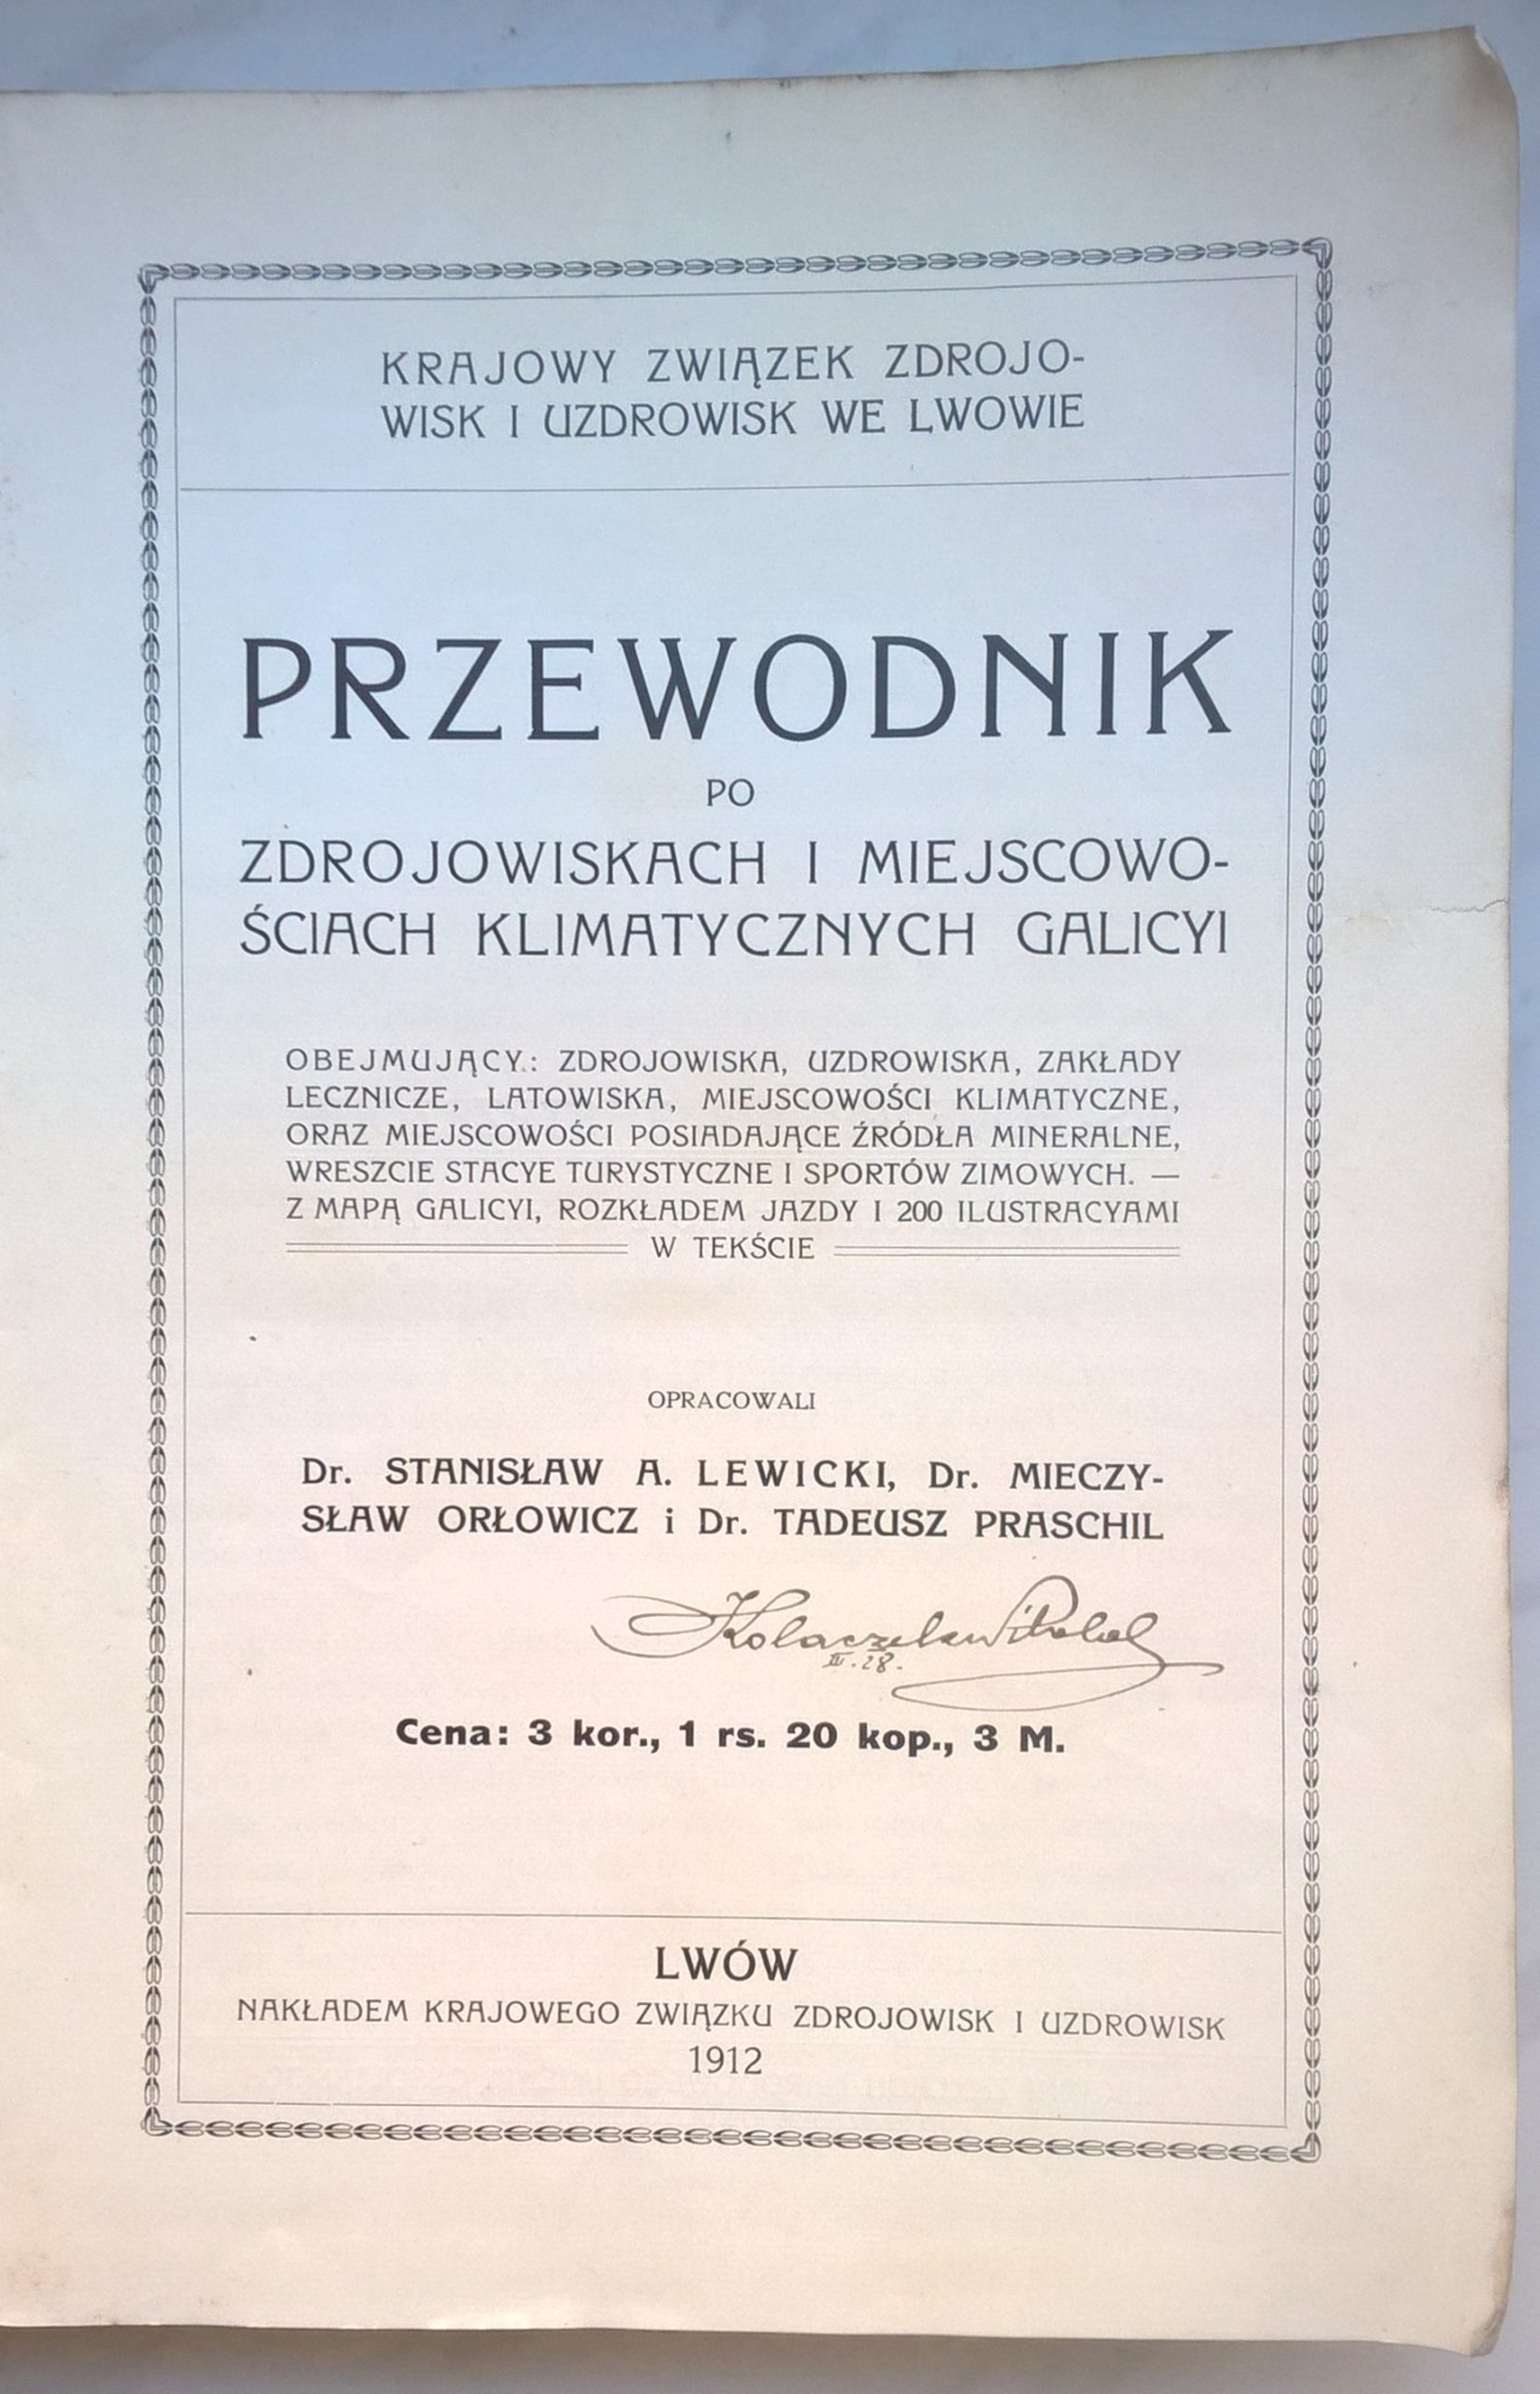 KRAJOWY ZWIĄZEK ZDROJO-
WISK I UZDROWISK WE LWOWIE
PRZEWODNIK
PO
ZDROJOWISKACH I MIEJSCOWO-
ŚCIACH KLIMATYCZNYCH GALICYI
OBEJMUJĄCY: ZDROJOWISKA, UZDROWISKA, ZAKŁADY
LECZNICZE, LATOWISKA, MIEJSCOWOŚCI KLIMATYCZNE,
ORAZ MIEJSCOWOŚCI POSIADAJĄCE ŹRÓDŁA MINERALNE,
WRESZCIE STACYE TURYSTYCZNE I SPORTÓW ZIMOWYCH. —
Z MAPĄ GALICYI, ROZKŁADEM JAZDY I 200 ILUSTRACYAMI
W TEKŚCIE
OPRACOWALI
Dr. STANISŁAW A. LEWICKI, Dr. MIECZY-
SŁAW ORŁOWICZ i Dr. TADEUSZ PRASCHIL
III. 28.
Cena: 3 kor., 1 rs. 20 kop., 3 M.
LWÓW
NAKŁADEM KRAJOWEGO ZWIĄZKU ZDROJOWISK I UZDROWISK
1912